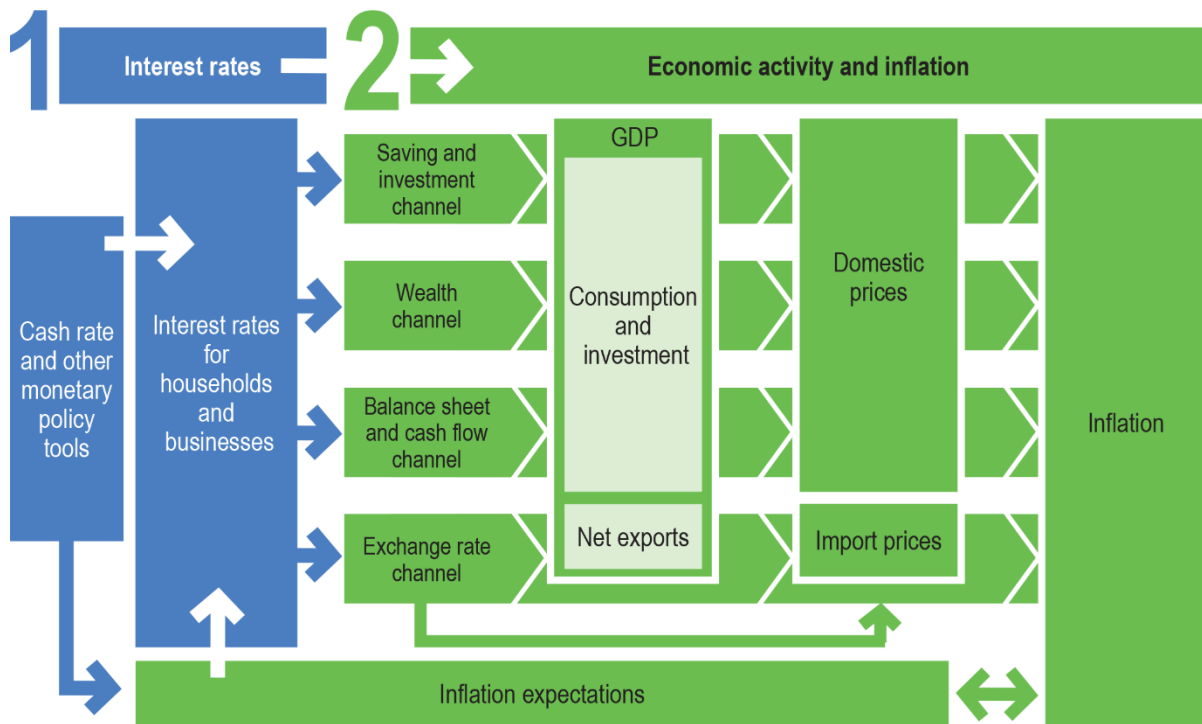 1
Interest rates
2
Economic activity and inflation
Cash rate
and other
monetary
policy
tools
Interest rates
for
households
and
businesses
Saving and
investment
channel
Wealth
channel
Balance sheet
and cash flow
channel
Exchange rate
channel
GDP
Consumption
and
investment
Net exports
Domestic
prices
Import prices
Inflation
Inflation expectations